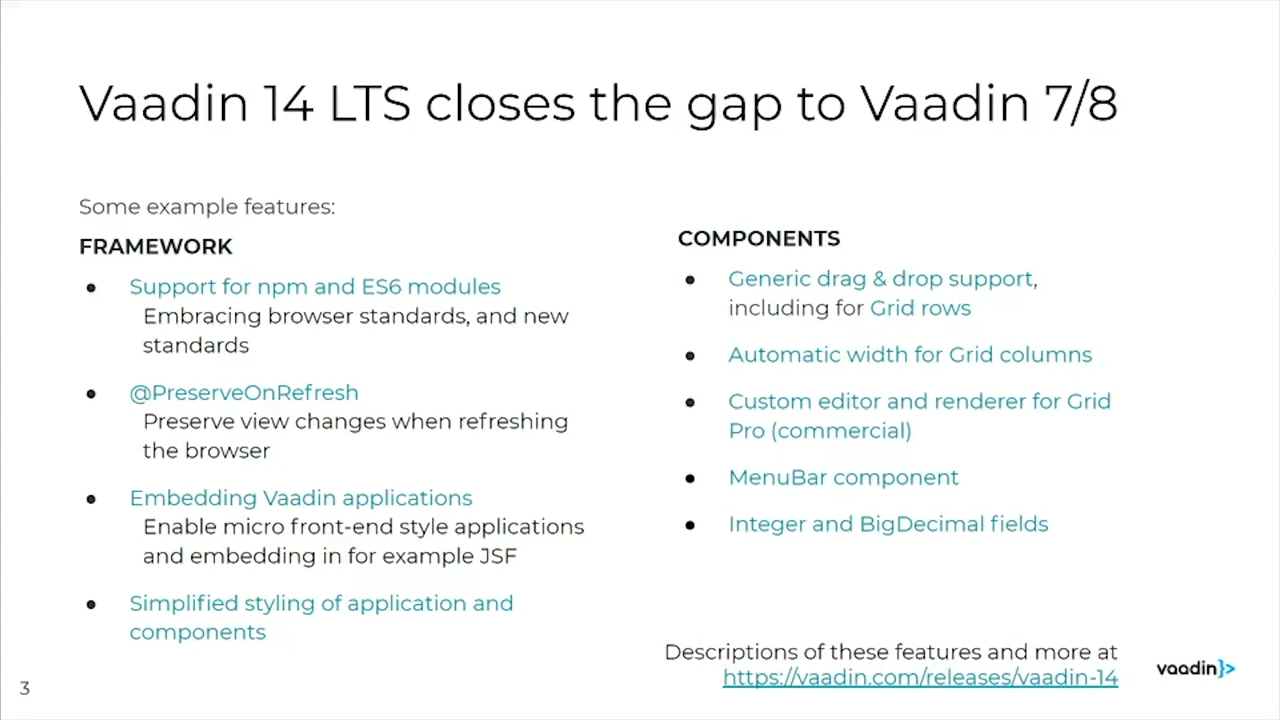 Vaadin 14 LTS closes the gap to Vaadin 7/8
Some example features:
FRAMEWORK
● Support for npm and ES6 modules
Embracing browser standards, and new
standards
● @PreserveOnRefresh
Preserve view changes when refreshing
the browser
● Embedding Vaadin applications
Enable micro front-end style applications
and embedding in for example JSF
● Simplified styling of application and
components
COMPONENTS
● Generic drag & drop support,
including for Grid rows
● Automatic width for Grid columns
● Custom editor and renderer for Grid
Pro (commercial)
● MenuBar component
● Integer and BigDecimal fields
Descriptions of these features and more at
https://vaadin.com/releases/vaadin-14
vaadin}>
3